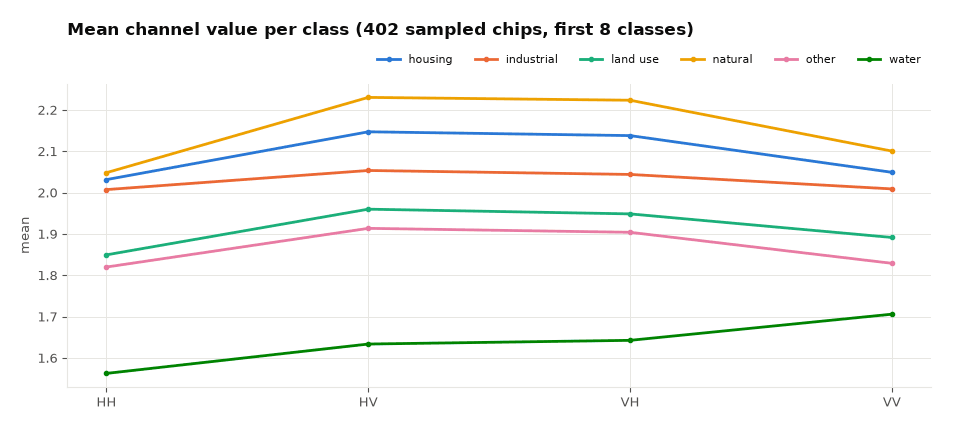 Mean channel value per class (402 sampled chips, first 8 classes)
housing industrial land use natural other water
2.2
2.1
2.0
1.9
1.8
1.7
1.6
mean
HH HV VH VV